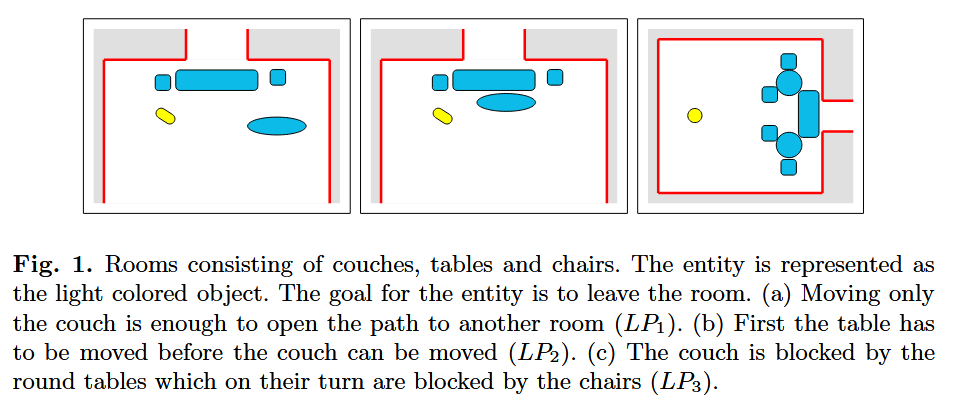 Fig. 1. Rooms consisting of couches, tables and chairs. The entity is represented as
the light colored object. The goal for the entity is to leave the room. (a) Moving only
the couch is enough to open the path to another room (LP₁). (b) First the table has
to be moved before the couch can be moved (LP₂). (c) The couch is blocked by the
round tables which on their turn are blocked by the chairs (LP₃).